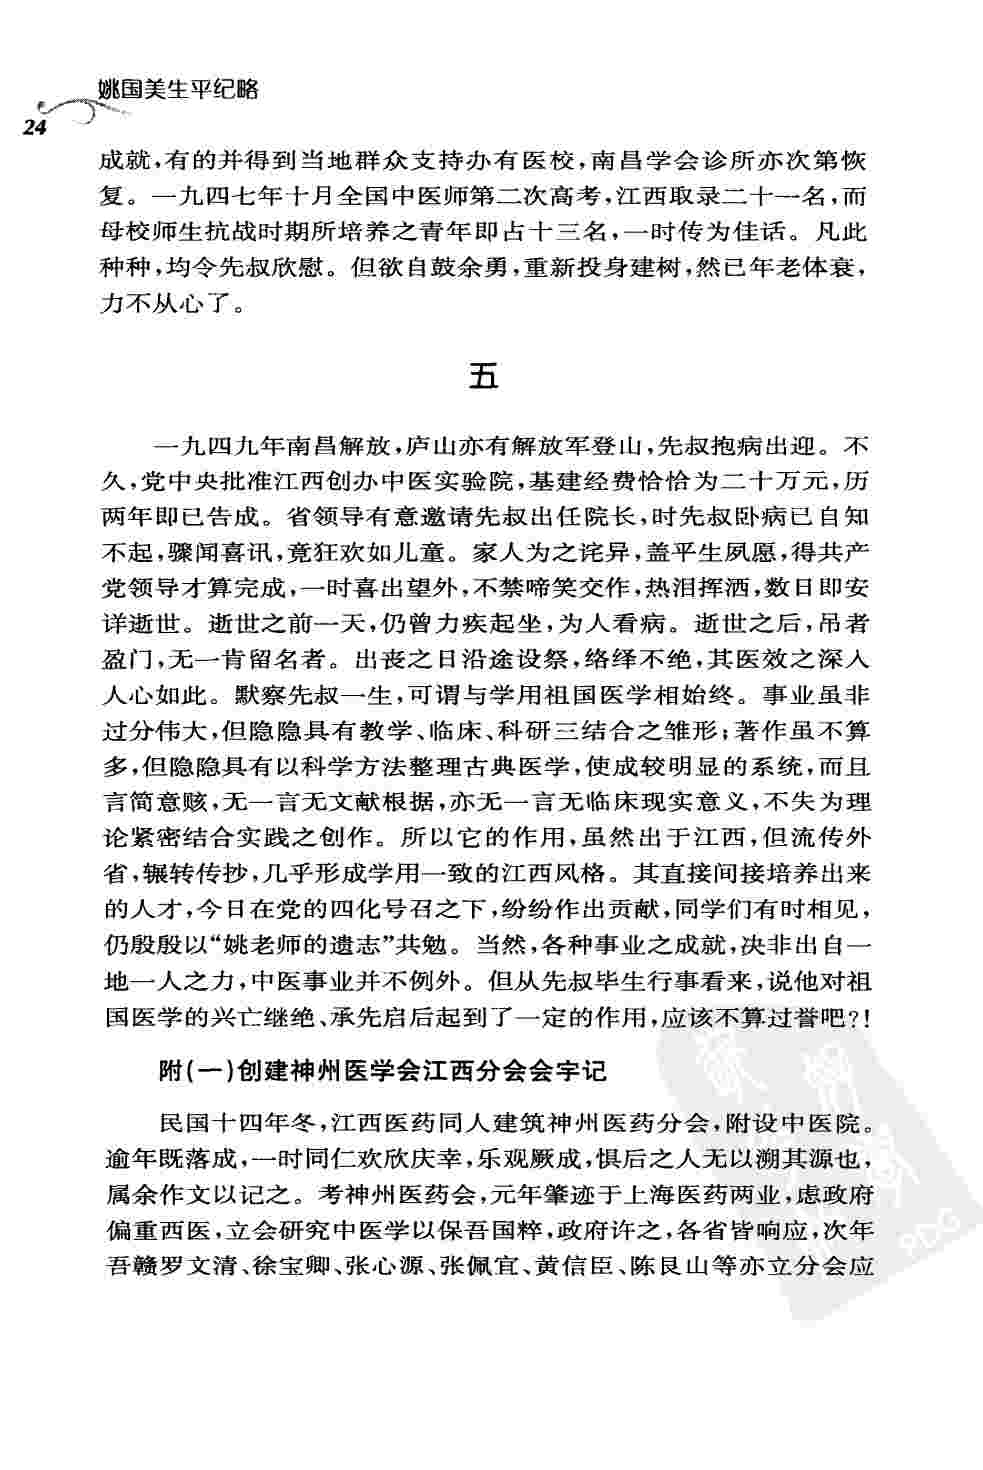 姚国美生平纪略
24
成就,有的并得到当地群众支持办有医校,南昌学会诊所亦次第恢
复。一九四七年十月全国中医师第二次高考,江西取录二十一名,而
母校师生抗战时期所培养之青年即占十三名,一时传为佳话。凡此
种种,均令先叔欣慰。但欲自鼓余勇,重新投身建树,然已年老体衰,
力不从心了。
五
一九四九年南昌解放,庐山亦有解放军登山,先叔抱病出迎。不
久,党中央批准江西创办中医实验院,基建经费恰恰为二十万元,历
两年即已告成。省领导有意邀请先叔出任院长,时先叔卧病已自知
不起,骤闻喜讯,竟狂欢如儿童。家人为之诧异,盖平生夙愿,得共产
党领导才算完成,一时喜出望外,不禁啼笑交作,热泪挥洒,数日即安
详逝世。逝世之前一天,仍曾力疾起坐,为人看病。逝世之后,吊者
盈门,无一肯留名者。出丧之日沿途设祭,络绎不绝,其医效之深入
人心如此。默察先叔一生,可谓与学用祖国医学相始终。事业虽非
过分伟大,但隐隐具有教学、临床、科研三结合之雏形;著作虽不算
多,但隐隐具有以科学方法整理古典医学,使成较明显的系统,而且
言简意赅,无一言无文献根据,亦无一言无临床现实意义,不失为理
论紧密结合实践之创作。所以它的作用,虽然出于江西,但流传外
省,辗转传抄,几乎形成学用一致的江西风格。其直接间接培养出来
的人才,今日在党的四化号召之下,纷纷作出贡献,同学们有时相见,
仍殷殷以“姚老师的遗志”共勉。当然,各种事业之成就,决非出自一
地一人之力,中医事业并不例外。但从先叔毕生行事看来,说他对祖
国医学的兴亡继绝、承先启后起到了一定的作用,应该不算过誉吧?!
附(一)创建神州医学会江西分会会宇记
民国十四年冬,江西医药同人建筑神州医药分会,附设中医院。
逾年既落成,一时同仁欢欣庆幸,乐观厥成,惧后之人无以溯其源也,
属余作文以记之。考神州医药会,元年肇迹于上海医药两业,虑政府
偏重西医,立会研究中医学以保吾国粹,政府许之,各省皆响应,次年
吾赣罗文清、徐宝卿、张心源、张佩宜、黄信臣、陈艮山等亦立分会应
PDG